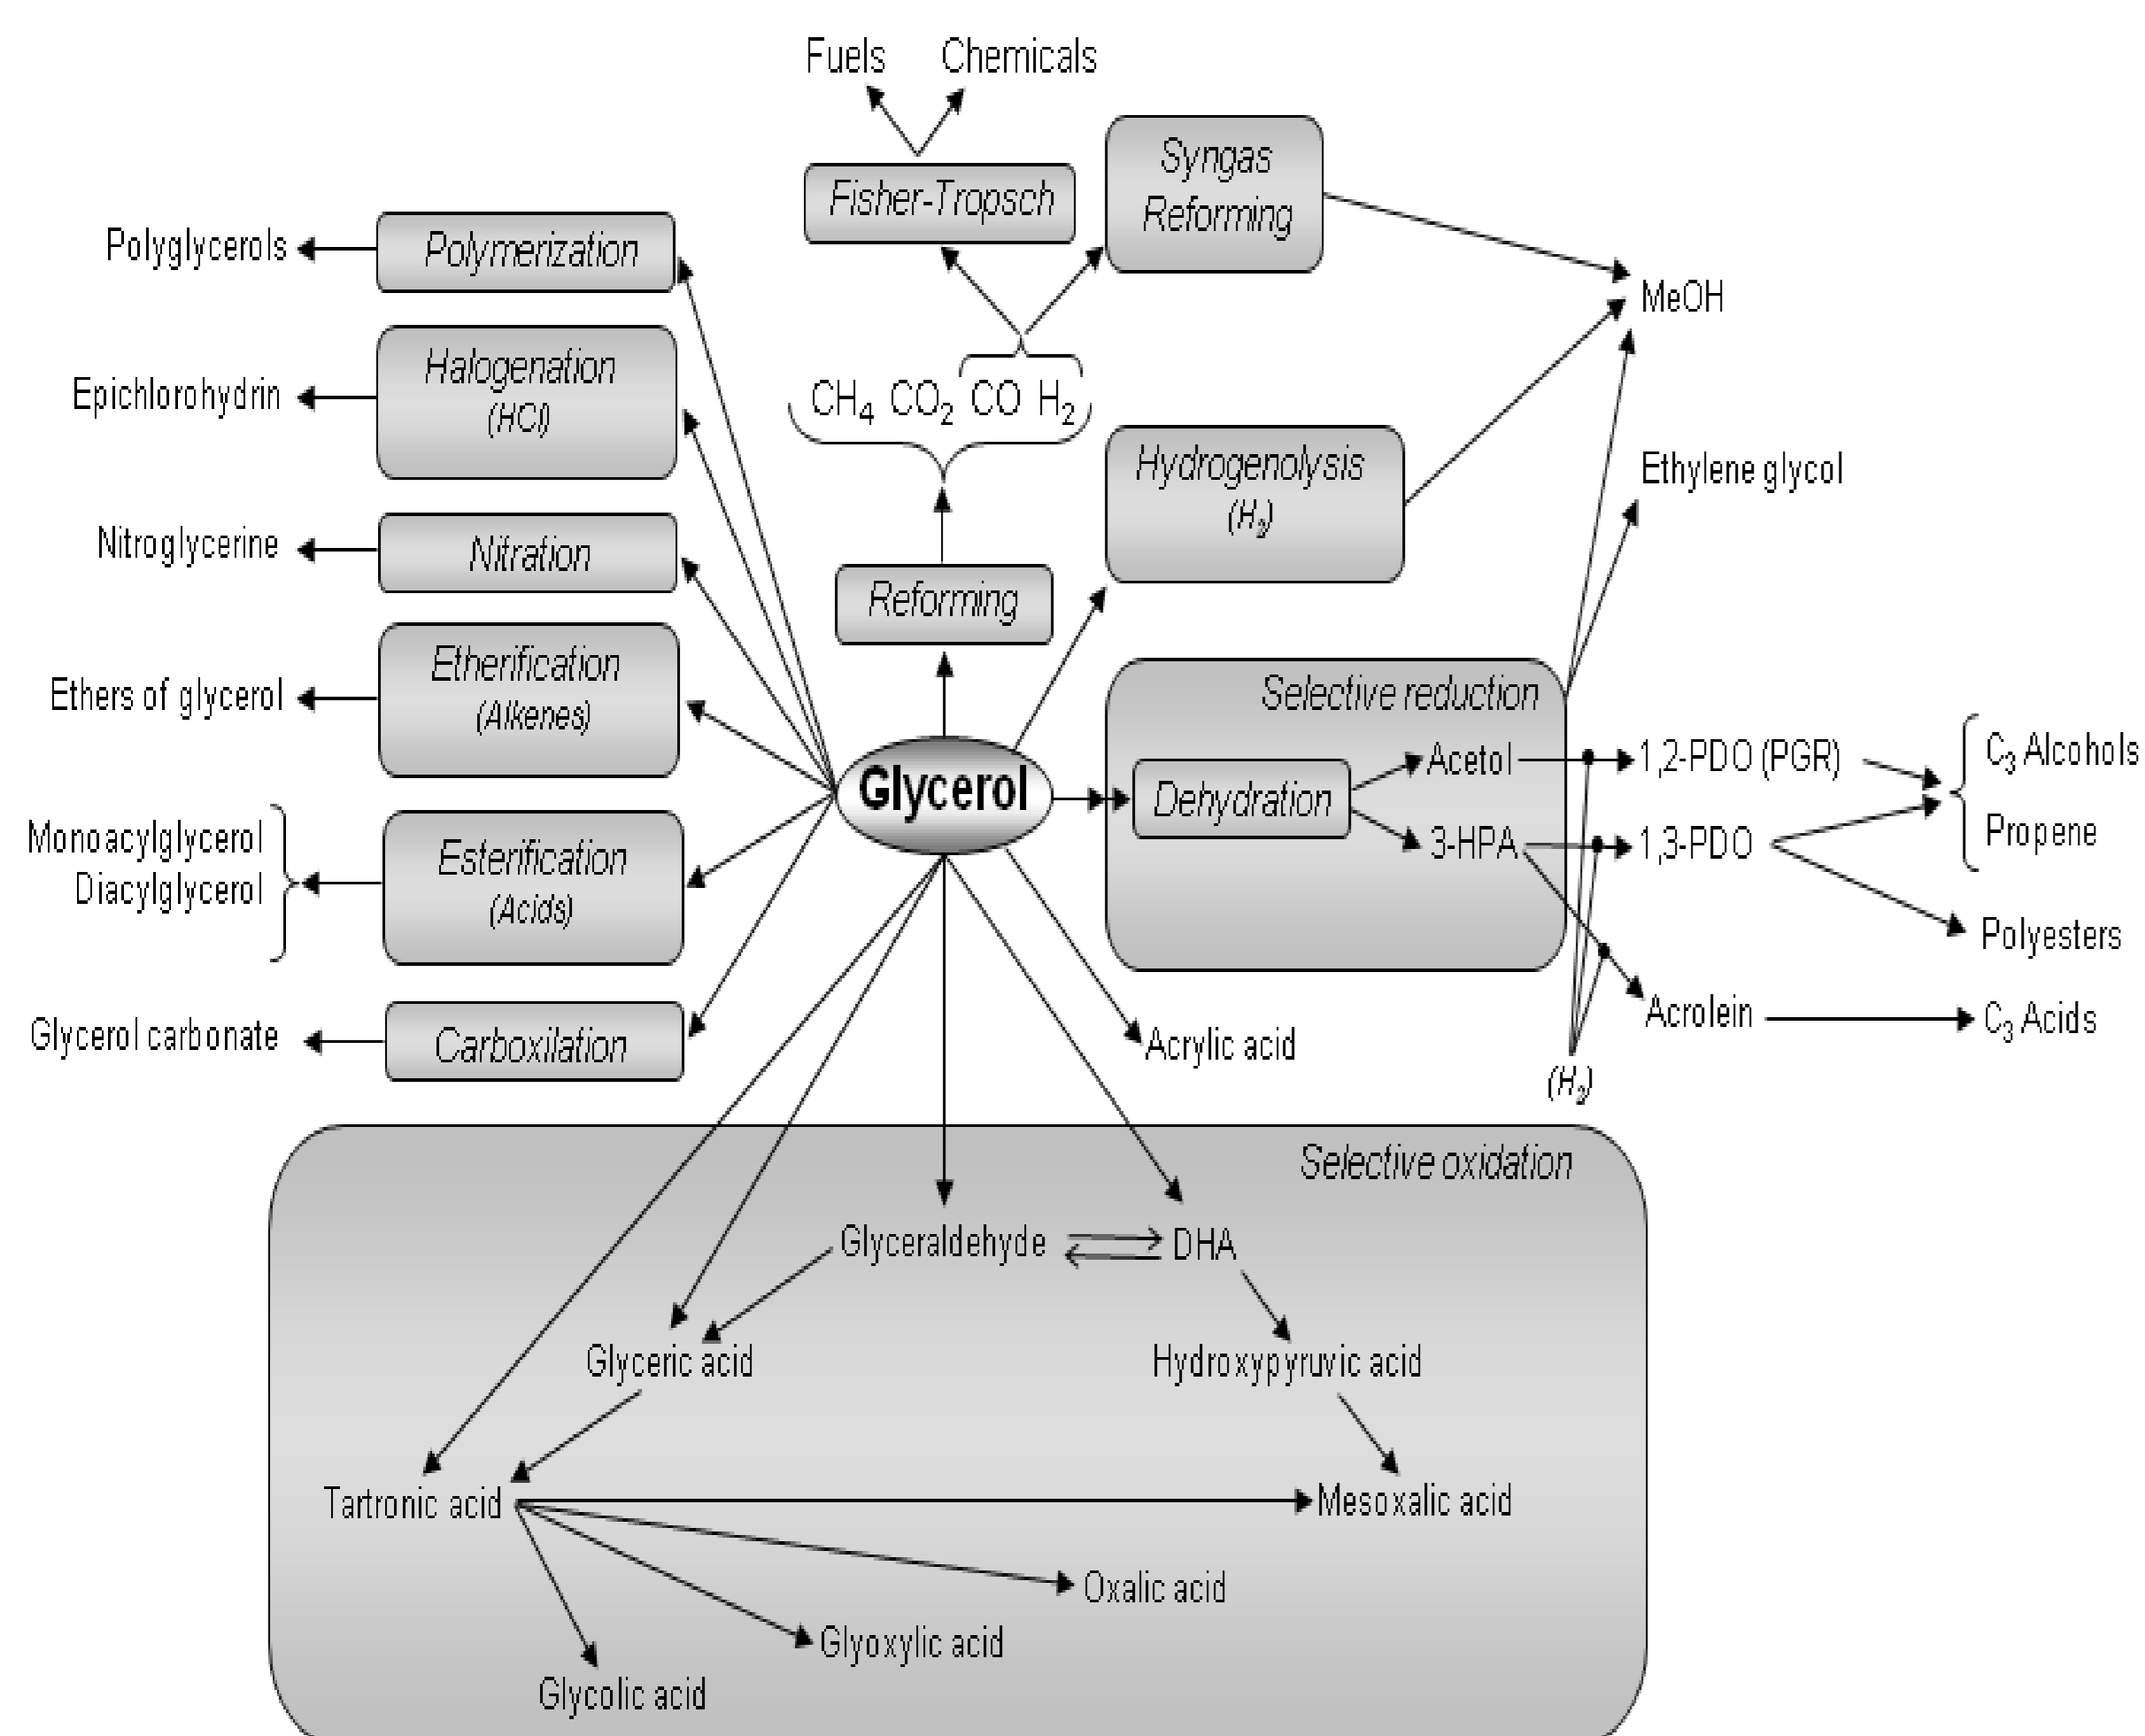 Fuels
Chemicals
Fisher-Tropsch
Syngas
Reforming
Polyglycerols
Polymerization
MeOH
Epichlorohydrin
Halogenation
(HCl)
CH₄ CO₂ CO H₂
Hydrogenolysis
(H₂)
Ethylene glycol
Nitroglycerine
Nitration
Reforming
Ethers of glycerol
Etherification
(Alkenes)
Selective reduction
Glycerol
Dehydration
Acetol
3-HPA
1,2-PDO (PGR)
1,3-PDO
C₃ Alcohols
Propene
Polyesters
Monoacylglycerol
Diacylglycerol
Esterification
(Acids)
Acrolein
C₃ Acids
(H₂)
Glycerol carbonate
Carboxilation
Acrylic acid
Selective oxidation
Glyceraldehyde
DHA
Glyceric acid
Hydroxypyruvic acid
Tartronic acid
Mesoxalic acid
Oxalic acid
Glyoxylic acid
Glycolic acid